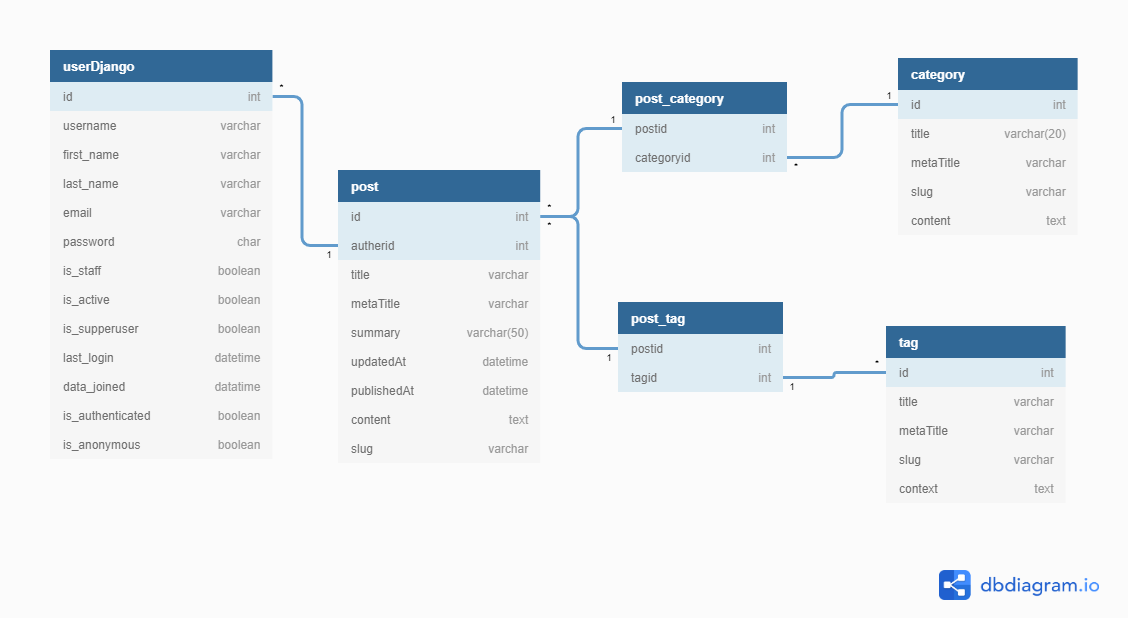 userDjango
id int
username varchar
first_name varchar
last_name varchar
email varchar
password char
is_staff boolean
is_active boolean
is_supperuser boolean
last_login datetime
data_joined datatime
is_authenticated boolean
is_anonymous boolean
*
1
post
id int
autherid int
title varchar
metaTitle varchar
summary varchar(50)
updatedAt datetime
publishedAt datetime
content text
slug varchar
*
*
1
post_category
postid int
categoryid int
*
1
category
id int
title varchar(20)
metaTitle varchar
slug varchar
content text
1
post_tag
postid int
tagid int
1
*
tag
id int
title varchar
metaTitle varchar
slug varchar
context text
dbdiagram.io